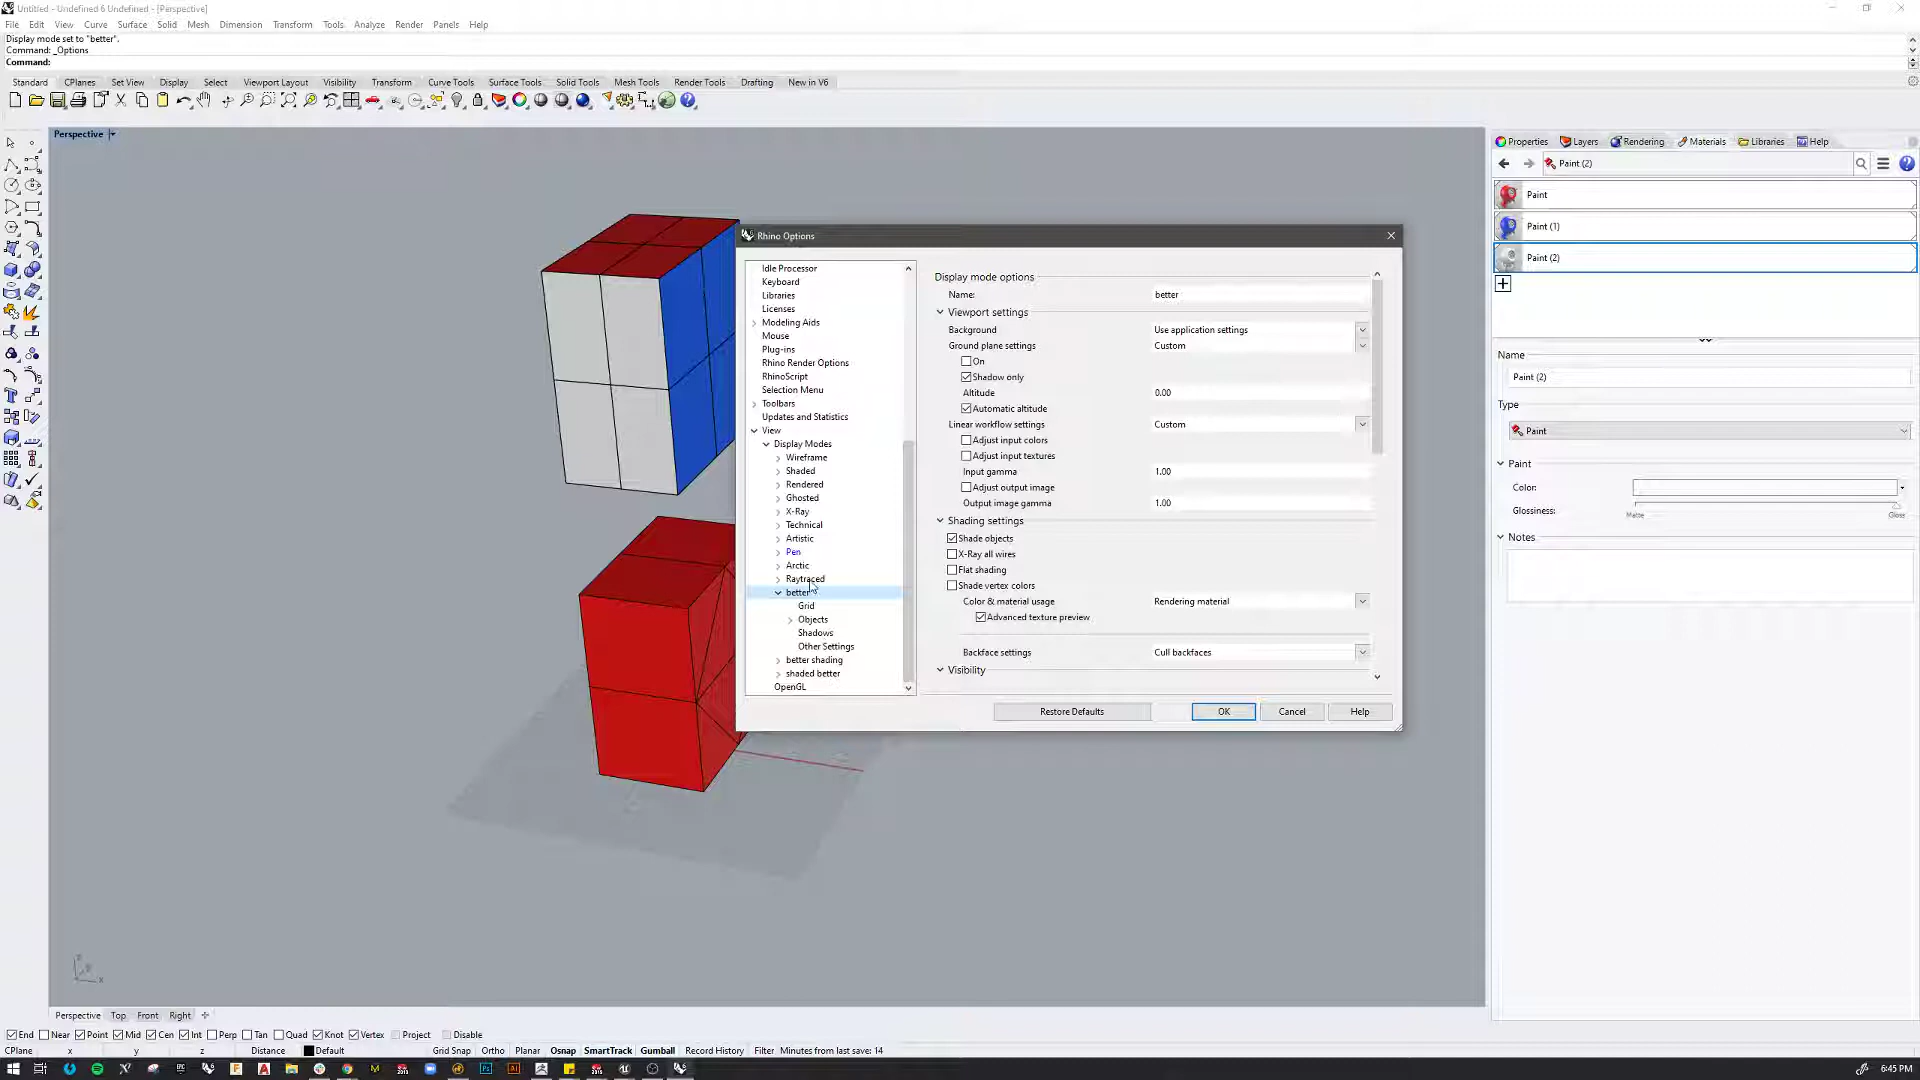 Untitled - Undefined 6 Undefined - [Perspective]
File Edit View Curve Surface Solid Mesh Dimension Transform Tools Analyze Render Panels Help
Display mode set to "better".
Command: _Options
Command:
Standard CPlanes Set View Display Select Viewport Layout Visibility Transform Curve Tools Surface Tools Solid Tools Mesh Tools Render Tools Drafting New in V6
Perspective
Properties Layers Rendering Materials Libraries Help
Paint (2)
Paint
Paint (1)
Paint (2)
Name
Paint (2)
Type
Paint
Paint
Color:
Glossiness:
Matte Gloss
Notes
Rhino Options
Idle Processor
Keyboard
Libraries
Licenses
Modeling Aids
Mouse
Plug-ins
Rhino Render Options
RhinoScript
Selection Menu
Toolbars
Updates and Statistics
View
Display Modes
Wireframe
Shaded
Rendered
Ghosted
X-Ray
Technical
Artistic
Pen
Arctic
Raytraced
better
Grid
Objects
Shadows
Other Settings
better shading
shaded better
OpenGL
Display mode options
Name: better
Viewport settings
Background Use application settings
Ground plane settings Custom
On
Shadow only
Altitude 0.00
Automatic altitude
Linear workflow settings Custom
Adjust input colors
Adjust input textures
Input gamma 1.00
Adjust output image
Output image gamma 1.00
Shading settings
Shade objects
X-Ray all wires
Flat shading
Shade vertex colors
Color & material usage Rendering material
Advanced texture preview
Backface settings Cull backfaces
Visibility
Restore Defaults OK Cancel Help
z y x
Perspective Top Front Right
End Near Point Mid Cen Int Perp Tan Quad Knot Vertex Project Disable
CPlane x y z Distance Default Grid Snap Ortho Planar Osnap SmartTrack Gumball Record History Filter Minutes from last save: 14
6:45 PM